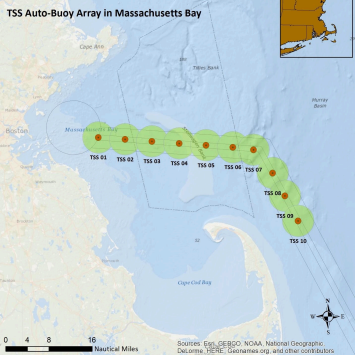 TSS Auto-Buoy Array in Massachusetts Bay
Cape Ann
Tillies Bank
Murray
Basin
Boston
Massachusetts Bay
TSS 01
TSS 02
TSS 03
TSS 04
TSS 05
TSS 06
TSS 07
TSS 08
TSS 09
TSS 10
Cape Cod Bay
N
W
E
S
0 4 8 16
Nautical Miles
Sources: Esri, GEBCO, NOAA, National Geographic
DeLorme, HERE, Geonames.org, and other contributors